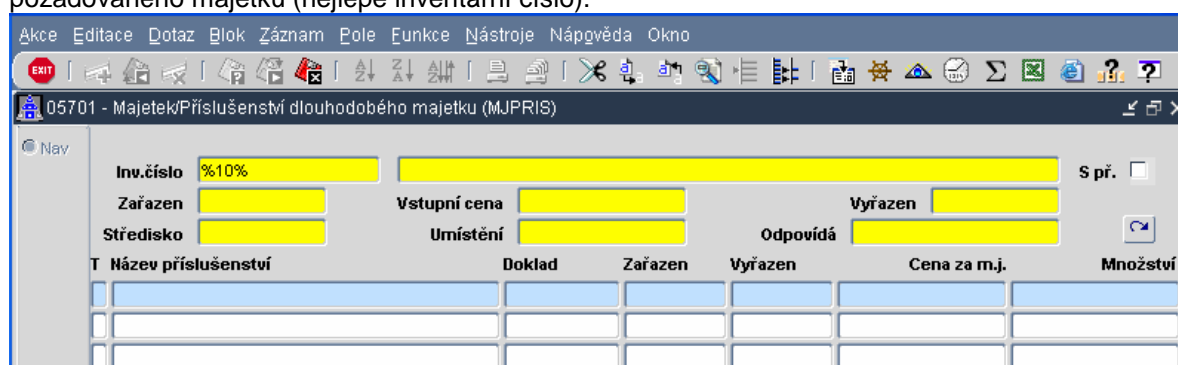 požadovaného majetku (nejlépe inventární číslo).
Akce Editace Dotaz Blok Záznam Pole Funkce Nástroje Nápověda Okno
EXIT
05701 - Majetek/Příslušenství dlouhodobého majetku (MJPRIS)
Nav
Inv.číslo %10% S př.
Zařazen Vstupní cena Vyřazen
Středisko Umístění Odpovídá
T Název příslušenství Doklad Zařazen Vyřazen Cena za m.j. Množství